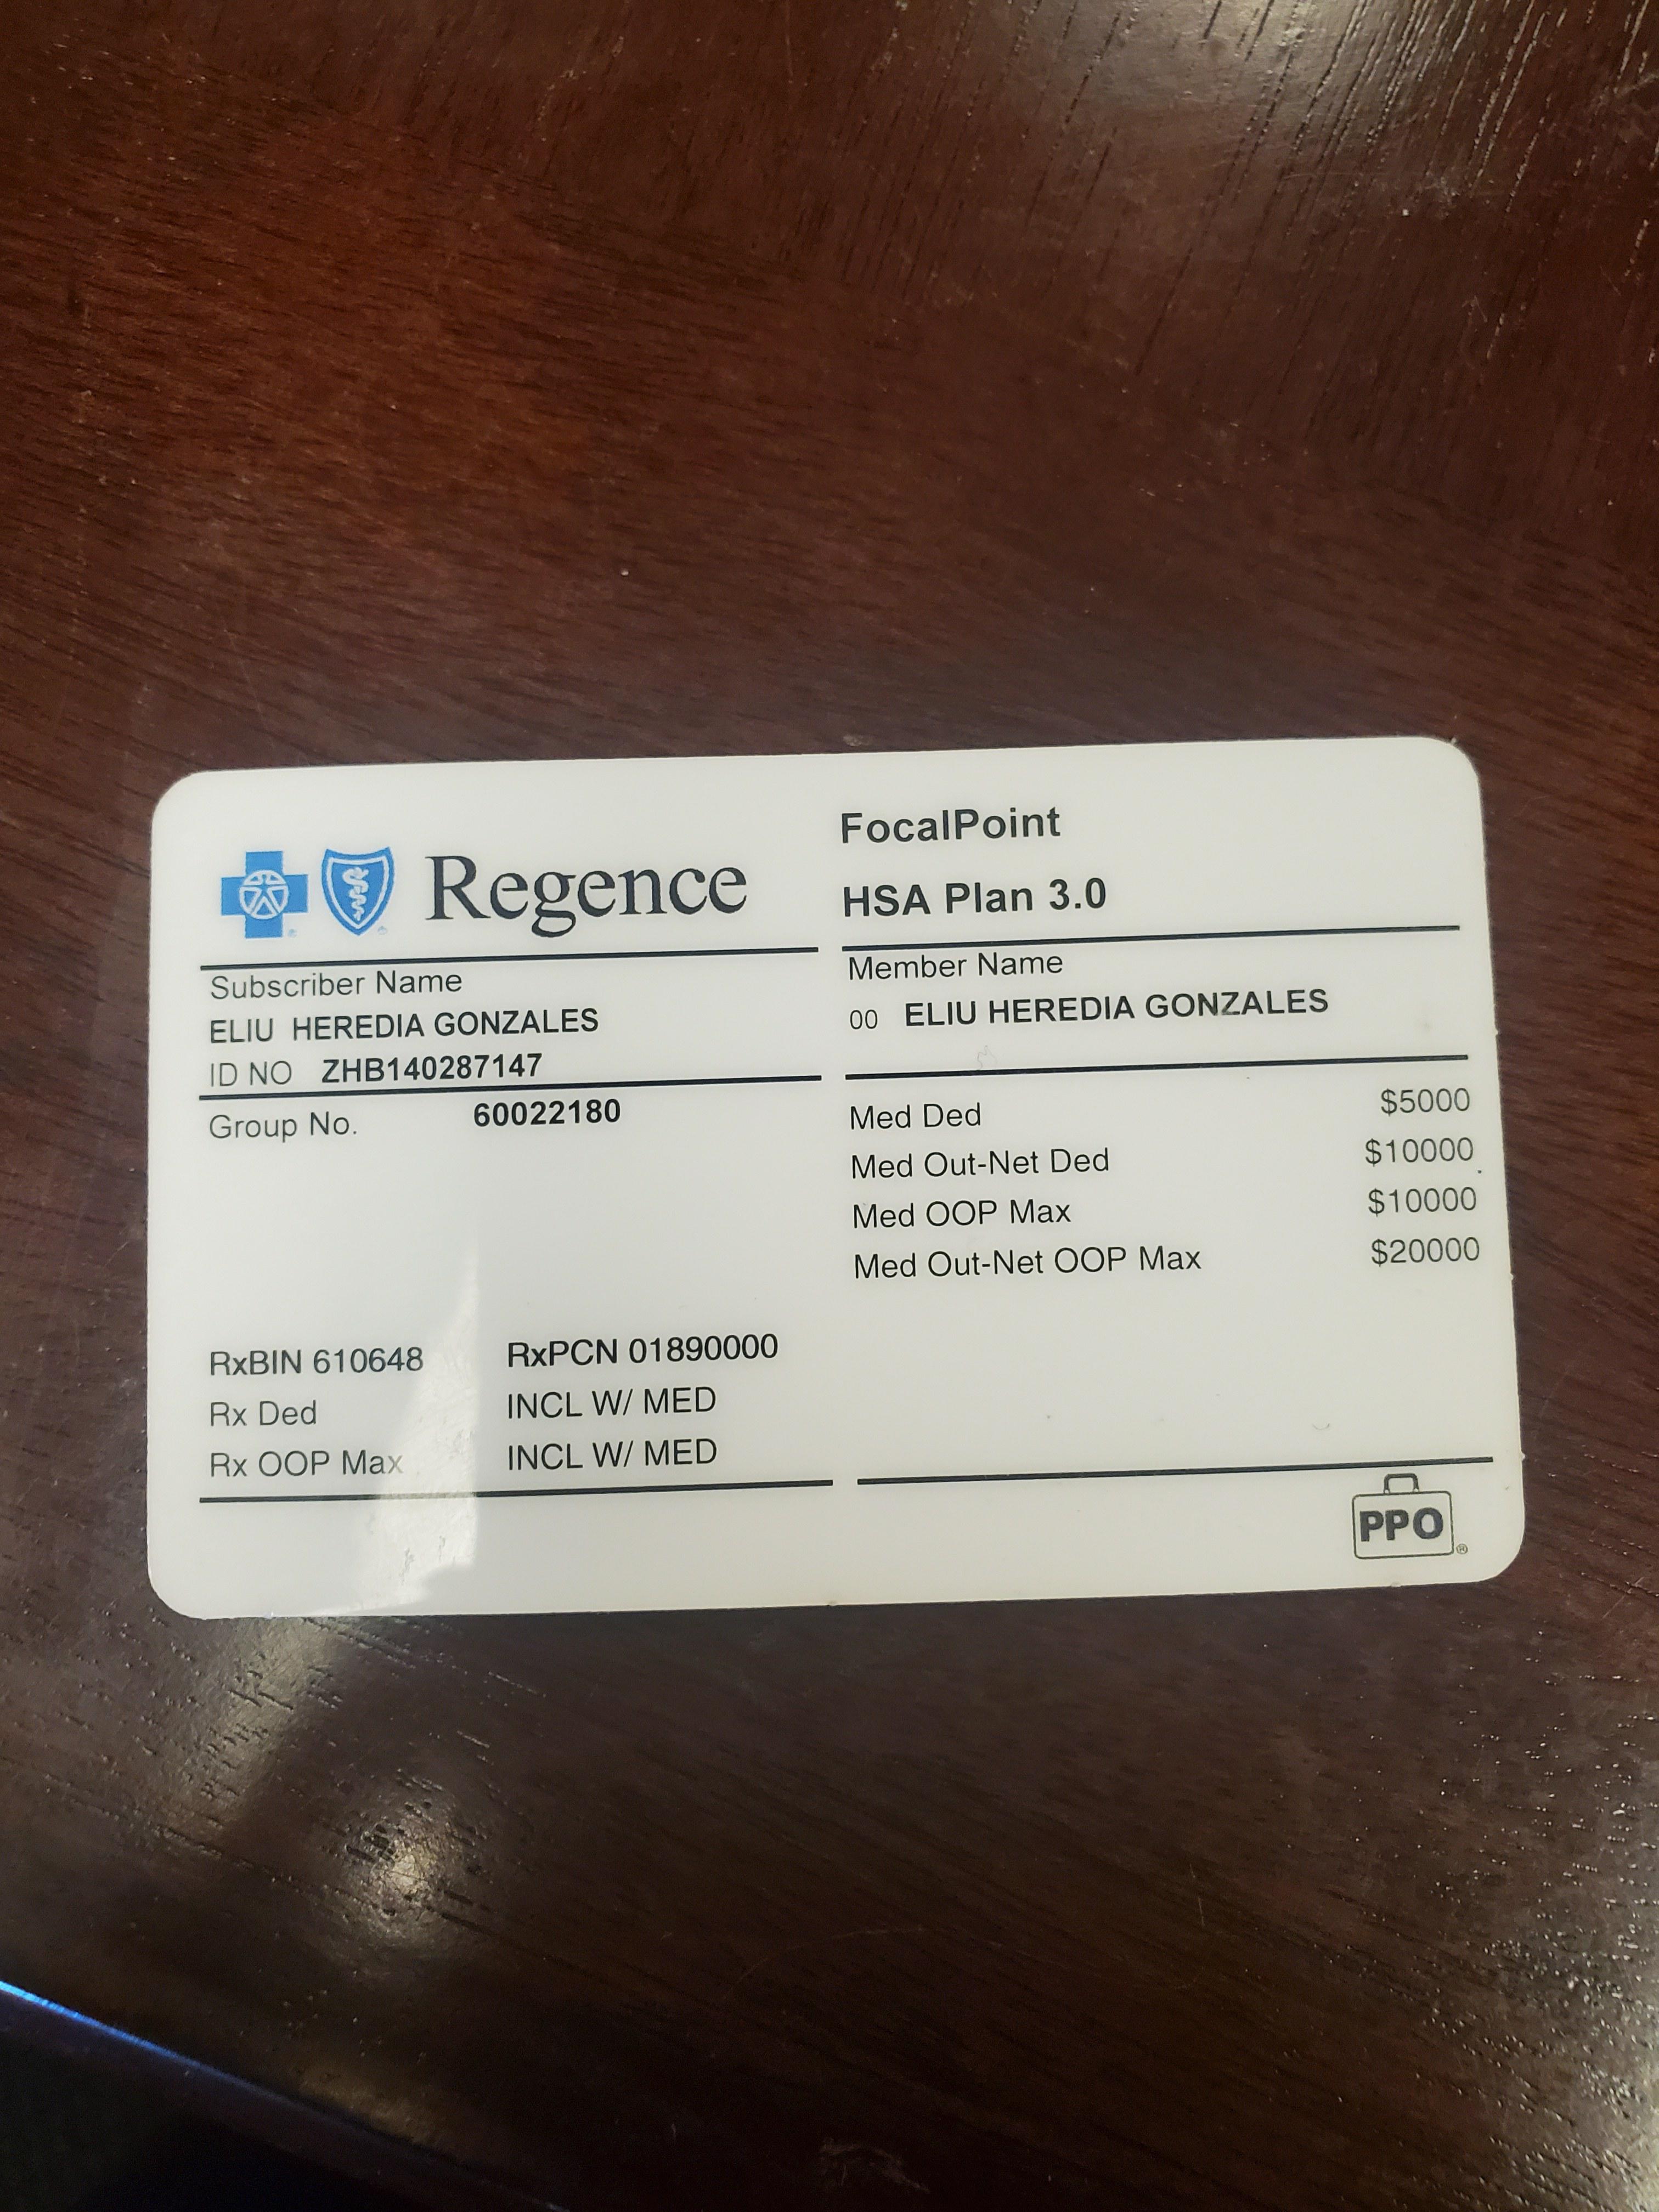 Regence
FocalPoint
HSA Plan 3.0
Subscriber Name
ELIU HEREDIA GONZALES
ID NO ZHB140287147
Member Name
00 ELIU HEREDIA GONZALES
Group No. 60022180
Med Ded $5000
Med Out-Net Ded $10000
Med OOP Max $10000
Med Out-Net OOP Max $20000
RxBIN 610648 RxPCN 01890000
Rx Ded INCL W/ MED
Rx OOP Max INCL W/ MED
PPO®